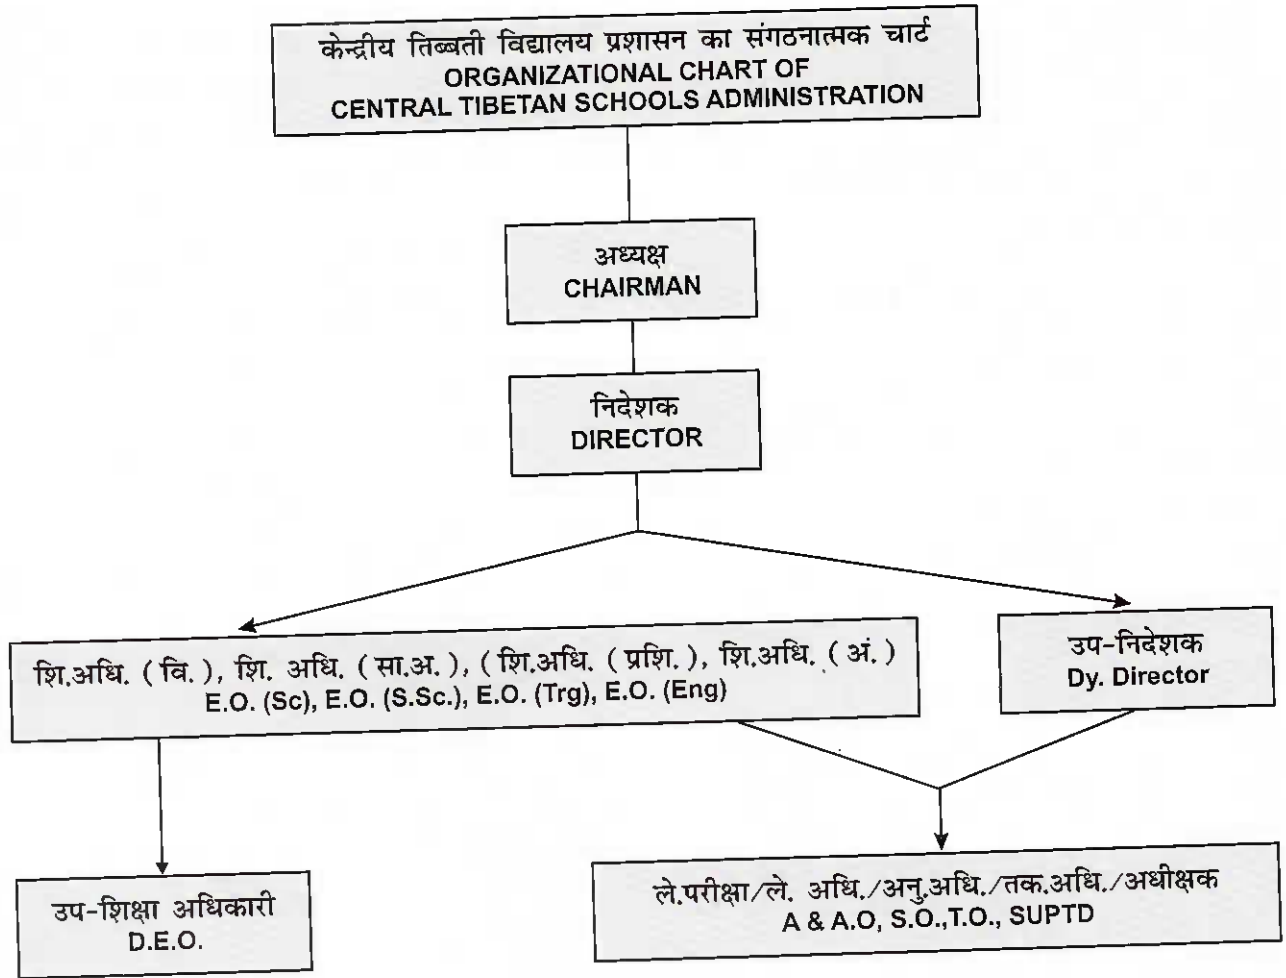 केन्द्रीय तिब्बती विद्यालय प्रशासन का संगठनात्मक चार्ट
ORGANIZATIONAL CHART OF
CENTRAL TIBETAN SCHOOLS ADMINISTRATION
अध्यक्ष
CHAIRMAN
निदेशक
DIRECTOR
शि.अधि. (वि.), शि. अधि. (सा.अ.), (शि.अधि. (प्रशि.), शि.अधि. (अं.)
E.O. (Sc), E.O. (S.Sc.), E.O. (Trg), E.O. (Eng)
उप-निदेशक
Dy. Director
उप-शिक्षा अधिकारी
D.E.O.
ले.परीक्षा/ले. अधि./अनु.अधि./तक.अधि./अधीक्षक
A & A.O, S.O.,T.O., SUPTD